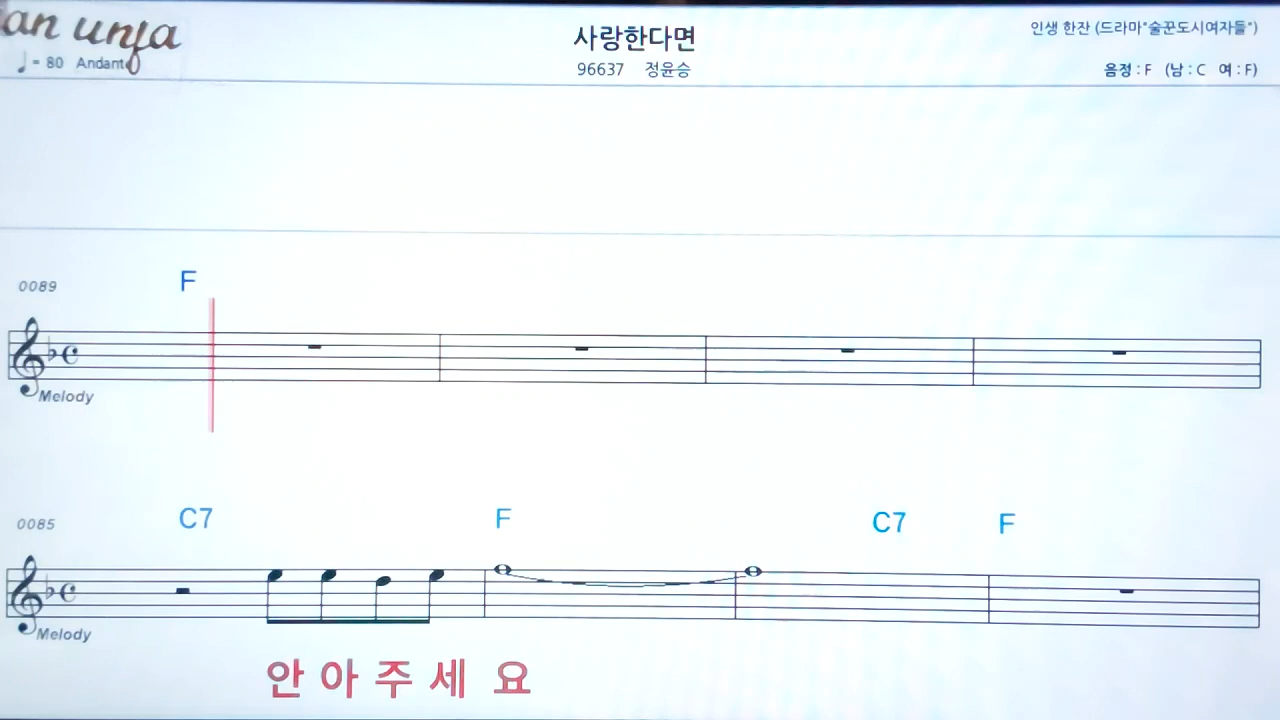 an unja
♩= 80 Andant
사랑한다면
96637 정윤승
인생 한잔 (드라마"술꾼도시여자들")
음정 : F (남 : C 여 : F)
0089 F
Melody
0085 C7 F C7 F
Melody
안 아 주 세 요